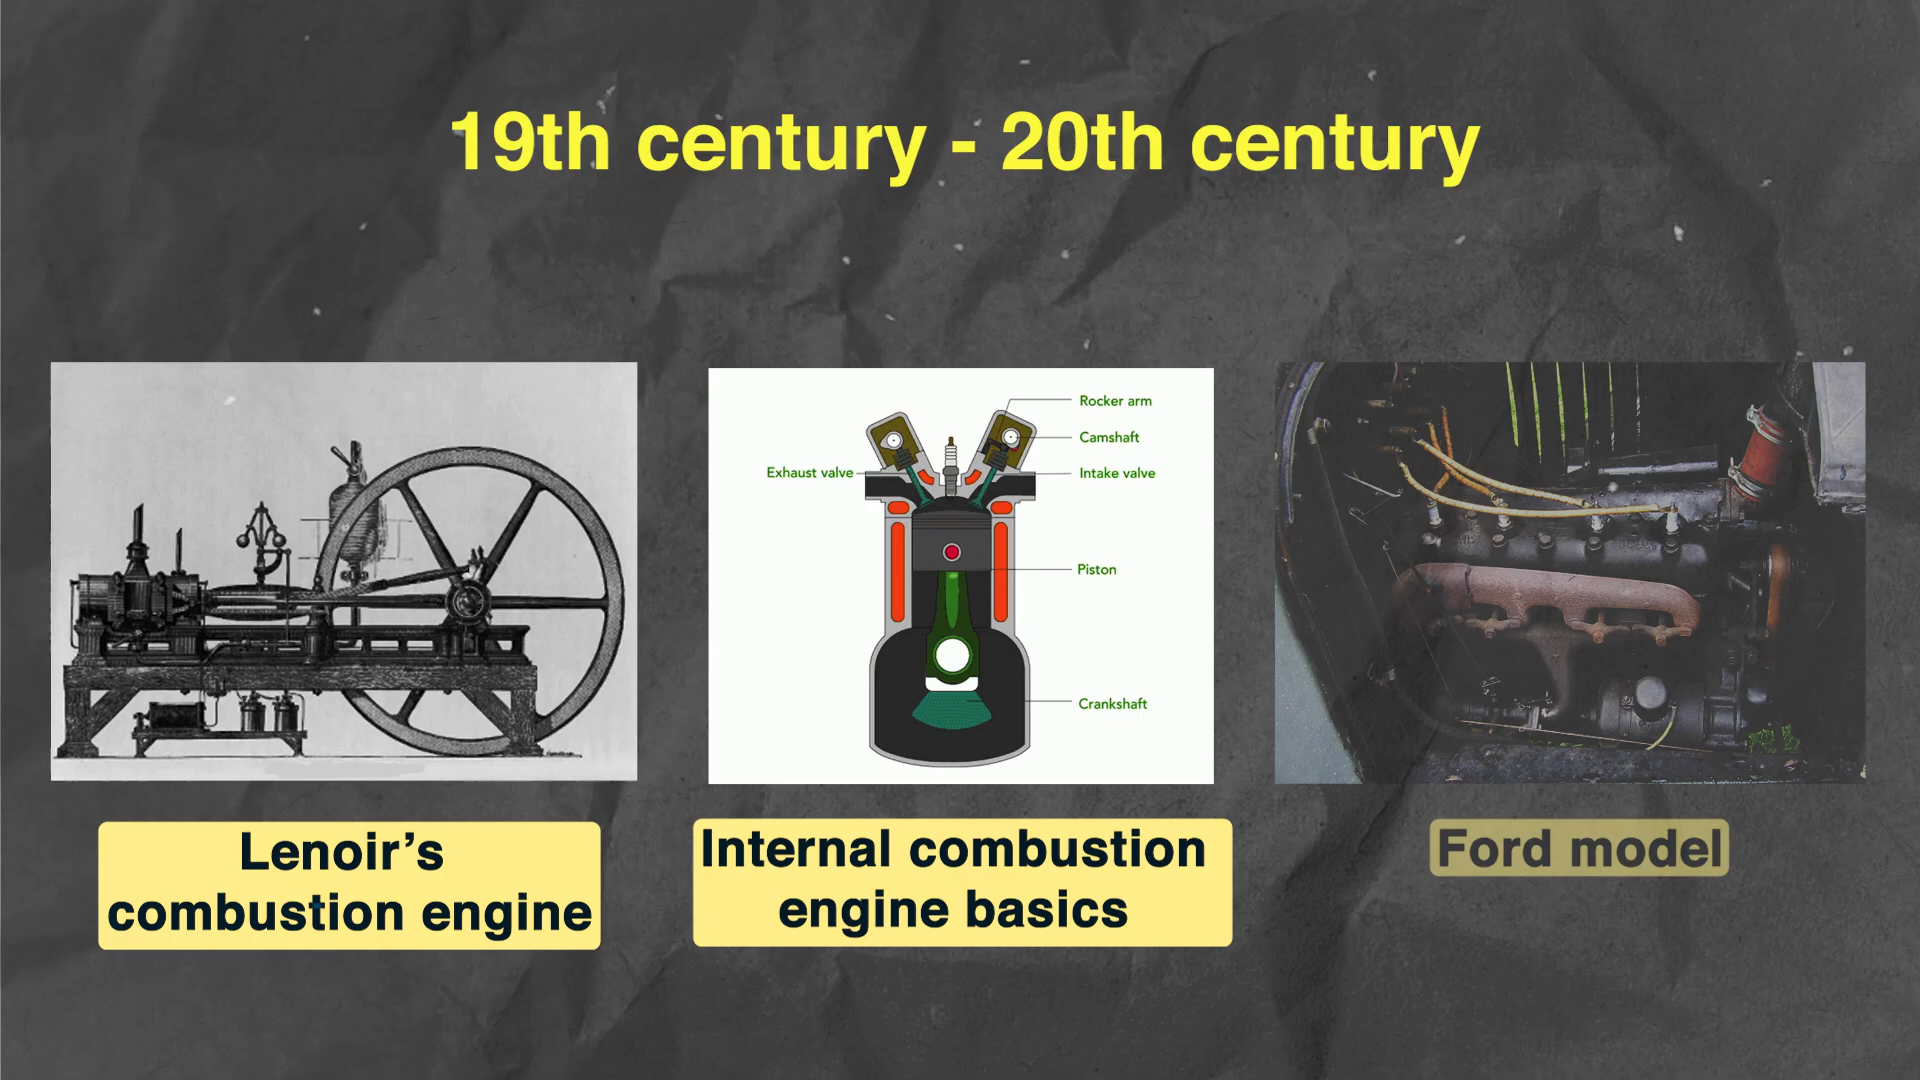 19th century - 20th century
Rocker arm
Camshaft
Exhaust valve
Intake valve
Piston
Crankshaft
Lenoir’s
combustion engine
Internal combustion
engine basics
Ford model